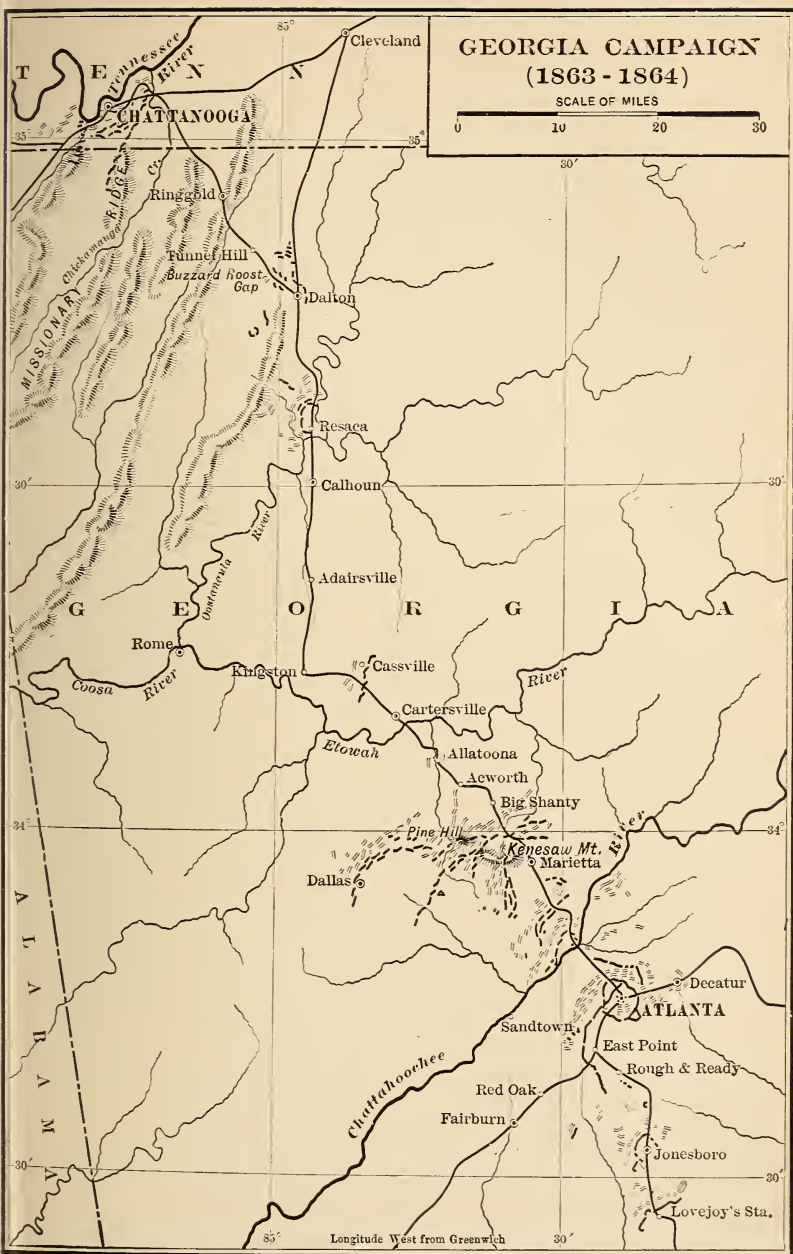 GEORGIA CAMPAIGN
(1863-1864)
SCALE OF MILES
0 10 20 30
85°
Cleveland
T E N N
Tennessee River
CHATTANOOGA
35°
35°
30'
Cr.
RIDGE
Ringgold
Chickamanga
Tunnel Hill
Buzzard Roost
Gap
Dalton
MISSIONARY
Resaca
30'
Calhoun
30'
Oostanoula River
Adairsville
G E O R G I A
Rome
Kingston
Cassville
River
Coosa River
Cartersville
Etowah
Allatoona
Acworth
Big Shanty
34°
Pine Hill
River
34°
Kenesaw Mt.
Marietta
Dallas
A L A B A M A
Decatur
ATLANTA
Sandtown
East Point
Rough & Ready
Chattahoochee
Red Oak
Fairburn
Jonesboro
30'
30'
Lovejoy's Sta.
85°
Longitude West from Greenwich
30'